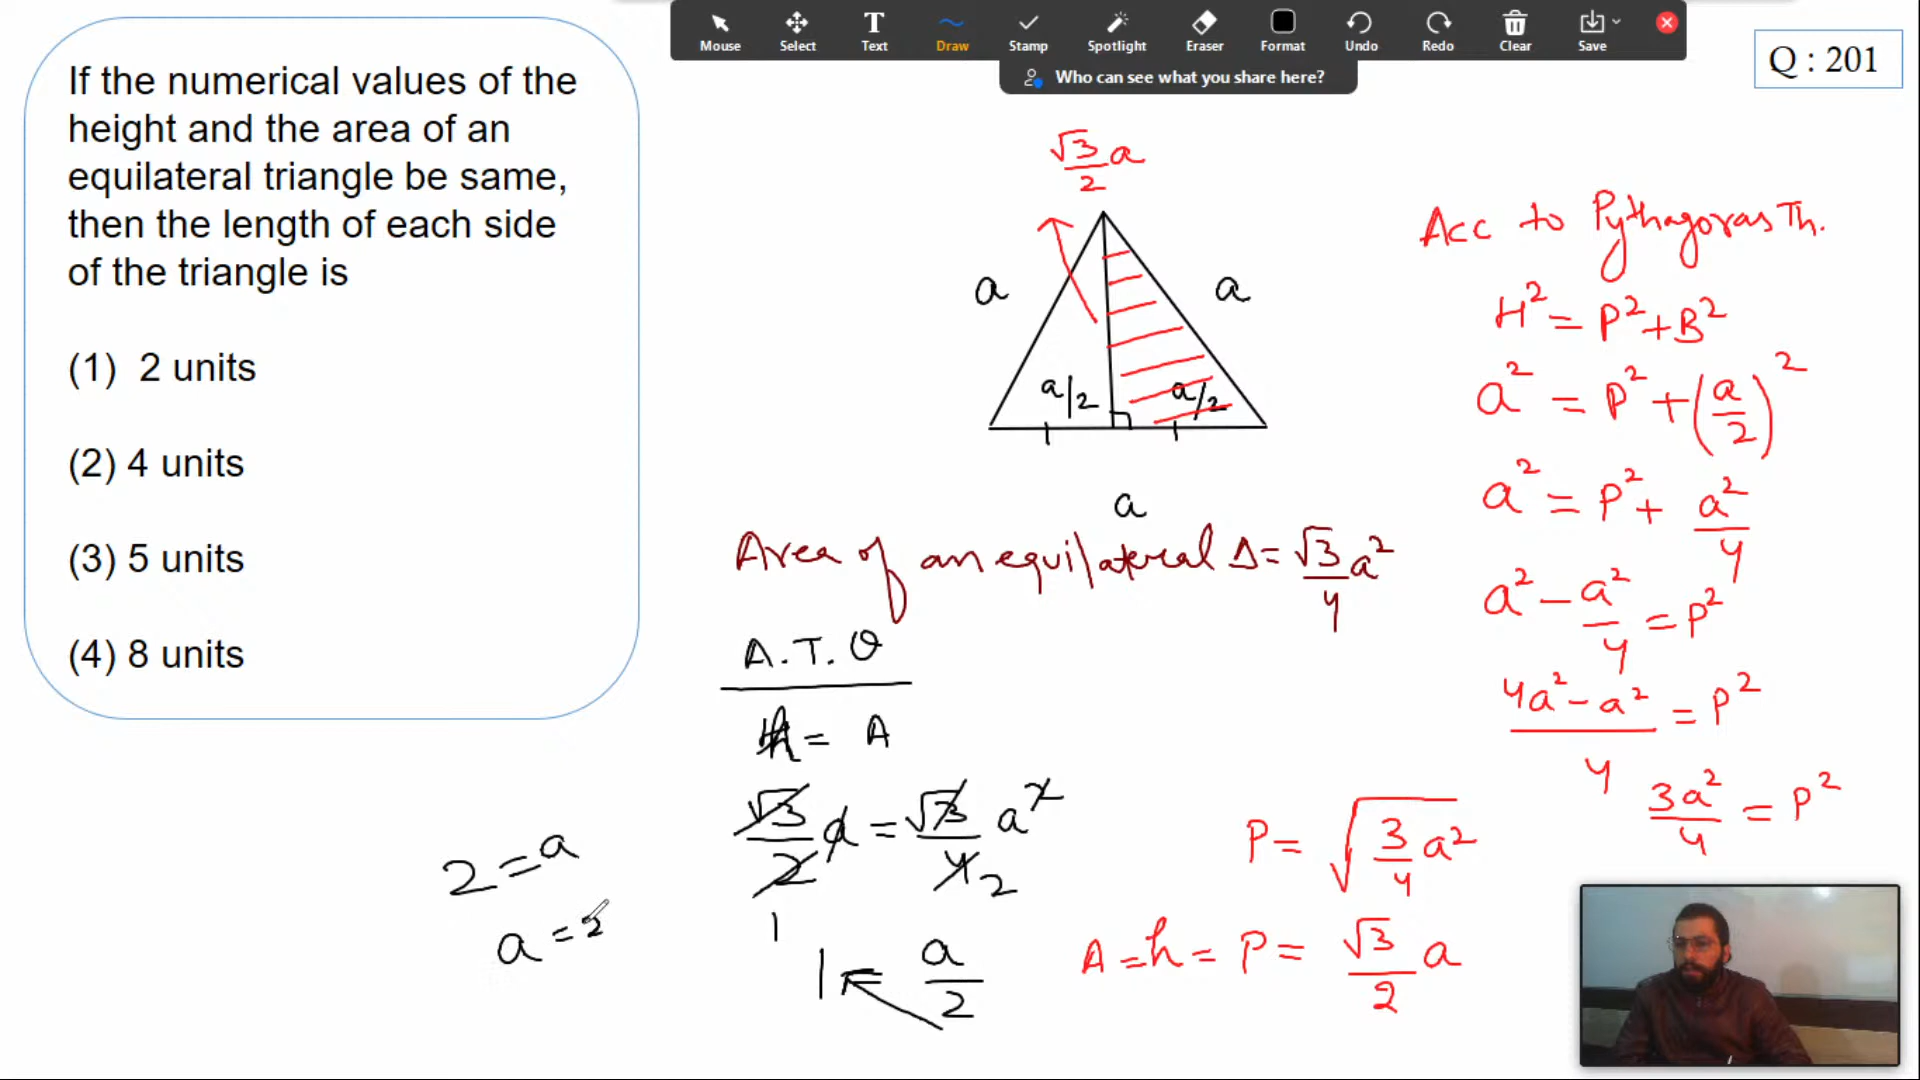 Mouse Select Text Draw Stamp Spotlight Eraser Format Undo Redo Clear Save
Who can see what you share here?
Q : 201
If the numerical values of the
height and the area of an
equilateral triangle be same,
then the length of each side
of the triangle is
(1) 2 units
(2) 4 units
(3) 5 units
(4) 8 units
√3/2 a
a
a
a/2
a/2
a
Area of an equilateral Δ = √3/4 a²
A.T.Q
h = A
√3/2 a = √3/4 a²
2
1
1 = a/2
2 = a
a = 2
Acc to Pythagoras Th.
H² = P² + B²
a² = P² + (a/2)²
a² = P² + a²/4
a² - a²/4 = P²
4a² - a²/4 = P²
3a²/4 = P²
P = √3/4 a²
A = h = P = √3/2 a